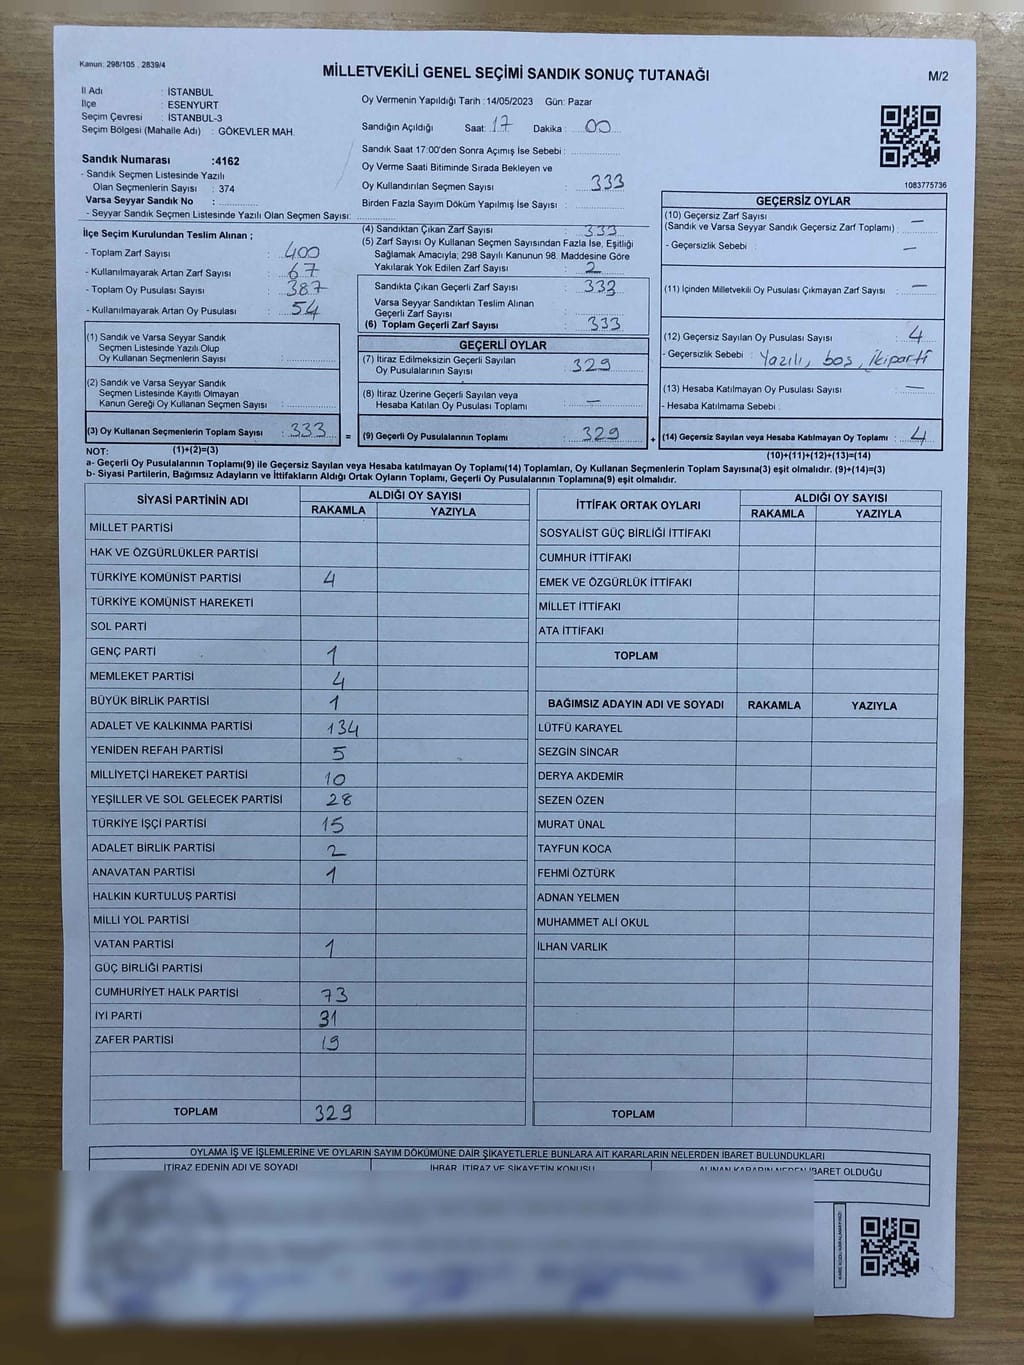 Kanun: 298/105 , 2839/4
MİLLETVEKİLİ GENEL SEÇİMİ SANDIK SONUÇ TUTANAĞI
M/2
İl Adı : İSTANBUL
İlçe : ESENYURT
Seçim Çevresi : İSTANBUL-3
Seçim Bölgesi (Mahalle Adı) : GÖKEVLER MAH.
Sandık Numarası :4162
- Sandık Seçmen Listesinde Yazılı
Olan Seçmenlerin Sayısı : 374
Varsa Seyyar Sandık No :
- Seyyar Sandık Seçmen Listesinde Yazılı Olan Seçmen Sayısı:
Oy Vermenin Yapıldığı Tarih :14/05/2023 Gün: Pazar
Sandığın Açıldığı Saat: 17 Dakika : 00
Sandık Saat 17:00'den Sonra Açımış İse Sebebi :
Oy Verme Saati Bitiminde Sırada Bekleyen ve
Oy Kullandırılan Seçmen Sayısı : 333
Birden Fazla Sayım Döküm Yapılmış İse Sayısı :
1083775736
İlçe Seçim Kurulundan Teslim Alınan ;
- Toplam Zarf Sayısı : 400
- Kullanılmayarak Artan Zarf Sayısı : 67
- Toplam Oy Pusulası Sayısı : 387
- Kullanılmayarak Artan Oy Pusulası : 54
(1) Sandık ve Varsa Seyyar Sandık
Seçmen Listesinde Yazılı Olup
Oy Kullanan Seçmenlerin Sayısı :
(2) Sandık ve Varsa Seyyar Sandık
Seçmen Listesinde Kayıtlı Olmayan
Kanun Gereği Oy Kullanan Seçmen Sayısı :
(3) Oy Kullanan Seçmenlerin Toplam Sayısı : 333 =
(1)+(2)=(3)
(4) Sandıktan Çıkan Zarf Sayısı : 333
(5) Zarf Sayısı Oy Kullanan Seçmen Sayısından Fazla İse, Eşitliği
Sağlamak Amacıyla; 298 Sayılı Kanunun 98. Maddesine Göre
Yakılarak Yok Edilen Zarf Sayısı : 2
Sandıkta Çıkan Geçerli Zarf Sayısı : 333
Varsa Seyyar Sandıktan Teslim Alınan
Geçerli Zarf Sayısı :
(6) Toplam Geçerli Zarf Sayısı : 333
GEÇERLİ OYLAR
(7) İtiraz Edilmeksizin Geçerli Sayılan
Oy Pusulalarının Sayısı : 329
(8) İtiraz Üzerine Geçerli Sayılan veya
Hesaba Katılan Oy Pusulası Toplamı : —
(9) Geçerli Oy Pusulalarının Toplamı : 329 +
GEÇERSİZ OYLAR
(10) Geçersiz Zarf Sayısı
(Sandık ve Varsa Seyyar Sandık Geçersiz Zarf Toplamı) : —
- Geçersizlik Sebebi : —
(11) İçinden Milletvekili Oy Pusulası Çıkmayan Zarf Sayısı : —
(12) Geçersiz Sayılan Oy Pusulası Sayısı : 4
- Geçersizlik Sebebi : Yazılı, boş, iki parti
(13) Hesaba Katılmayan Oy Pusulası Sayısı : —
- Hesaba Katılmama Sebebi :
(14) Geçersiz Sayılan veya Hesaba Katılmayan Oy Toplamı : 4
(10)+(11)+(12)+(13)=(14)
NOT:
a- Geçerli Oy Pusulalarının Toplamı(9) ile Geçersiz Sayılan veya Hesaba katılmayan Oy Toplamı(14) Toplamları, Oy Kullanan Seçmenlerin Toplam Sayısına(3) eşit olmalıdır. (9)+(14)=(3)
b- Siyasi Partilerin, Bağımsız Adayların ve İttifakların Aldığı Ortak Oyların Toplamı, Geçerli Oy Pusulalarının Toplamına(9) eşit olmalıdır.
SİYASİ PARTİNİN ADI ALDIĞI OY SAYISI
RAKAMLA YAZIYLA
MİLLET PARTİSİ
HAK VE ÖZGÜRLÜKLER PARTİSİ
TÜRKİYE KOMÜNİST PARTİSİ 4
TÜRKİYE KOMÜNİST HAREKETİ
SOL PARTİ
GENÇ PARTİ 1
MEMLEKET PARTİSİ 4
BÜYÜK BİRLİK PARTİSİ 1
ADALET VE KALKINMA PARTİSİ 134
YENİDEN REFAH PARTİSİ 5
MİLLİYETÇİ HAREKET PARTİSİ 10
YEŞİLLER VE SOL GELECEK PARTİSİ 28
TÜRKİYE İŞÇİ PARTİSİ 15
ADALET BİRLİK PARTİSİ 2
ANAVATAN PARTİSİ 1
HALKIN KURTULUŞ PARTİSİ
MİLLİ YOL PARTİSİ
VATAN PARTİSİ 1
GÜÇ BİRLİĞİ PARTİSİ
CUMHURİYET HALK PARTİSİ 73
İYİ PARTİ 31
ZAFER PARTİSİ 19
TOPLAM 329
İTTİFAK ORTAK OYLARI ALDIĞI OY SAYISI
RAKAMLA YAZIYLA
SOSYALİST GÜÇ BİRLİĞİ İTTİFAKI
CUMHUR İTTİFAKI
EMEK VE ÖZGÜRLÜK İTTİFAKI
MİLLET İTTİFAKI
ATA İTTİFAKI
TOPLAM
BAĞIMSIZ ADAYIN ADI VE SOYADI RAKAMLA YAZIYLA
LÜTFÜ KARAYEL
SEZGİN SİNCAR
DERYA AKDEMİR
SEZEN ÖZEN
MURAT ÜNAL
TAYFUN KOCA
FEHMİ ÖZTÜRK
ADNAN YELMEN
MUHAMMET ALİ OKUL
İLHAN VARLIK
TOPLAM
OYLAMA İŞ VE İŞLEMLERİNE VE OYLARIN SAYIM DÖKÜMÜNE DAİR ŞİKAYETLERLE BUNLARA AİT KARARLARIN NELERDEN İBARET BULUNDUKLARI
İTİRAZ EDENİN ADI VE SOYADI İHBAR, İTİRAZ VE ŞİKAYETİN KONUSU ALINAN KARARIN NEDEN İBARET OLDUĞU